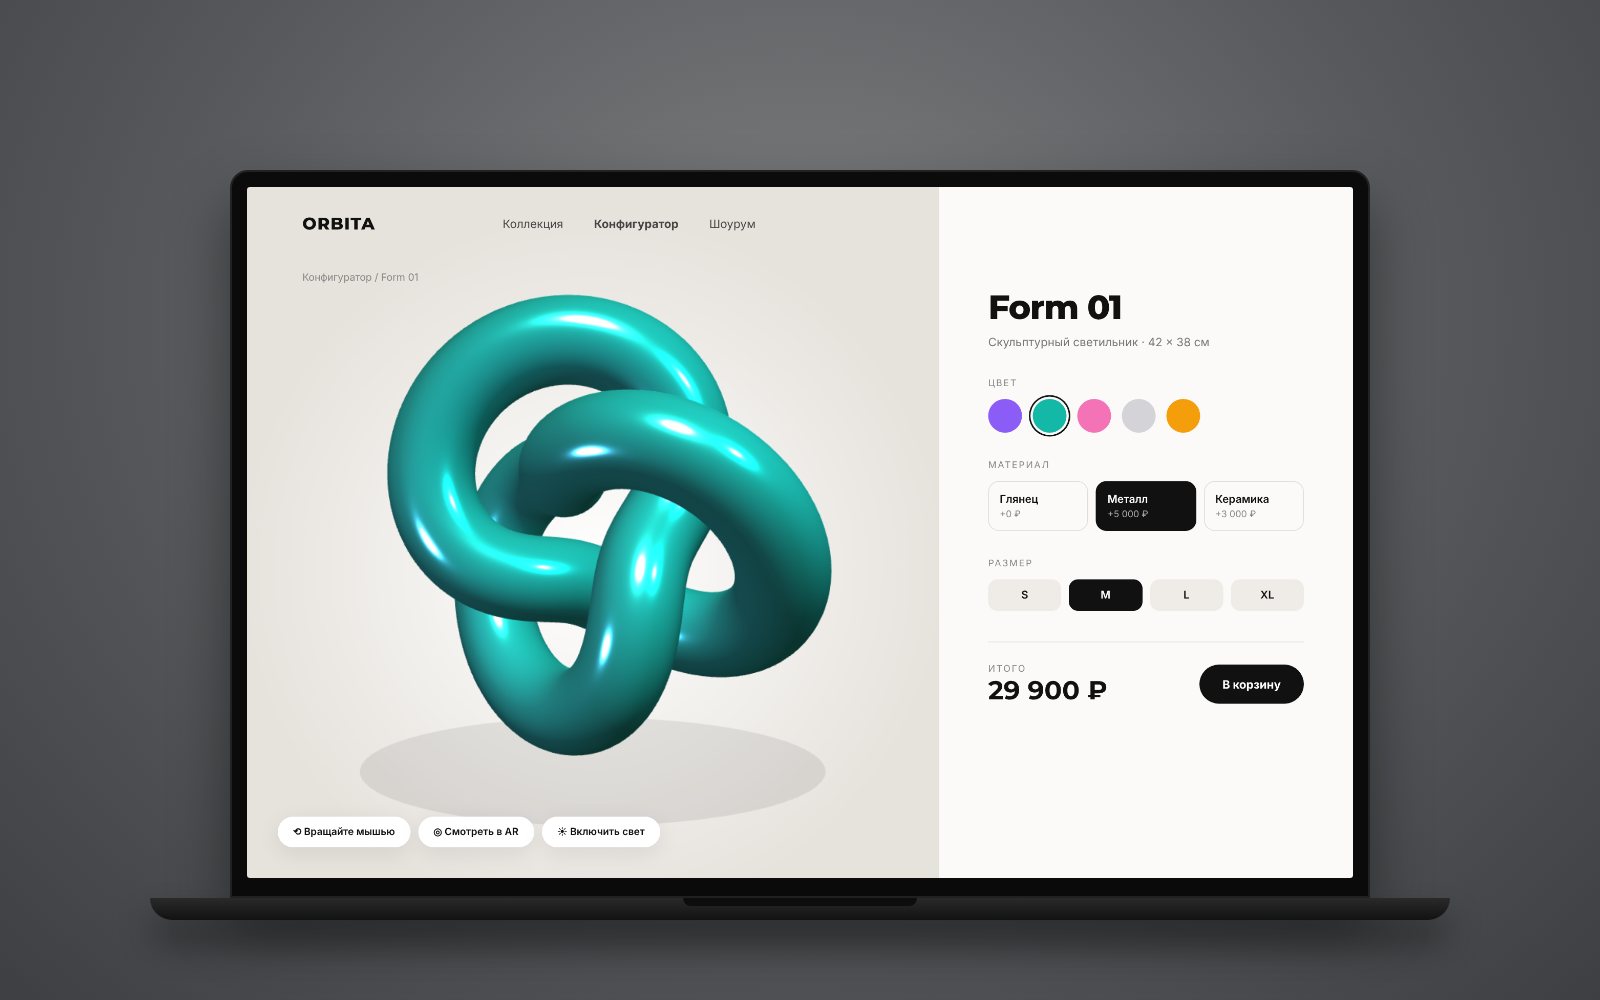 ORBITA
Коллекция Конфигуратор Шоурум
Конфигуратор / Form 01
⟲ Вращайте мышью
◎ Смотреть в AR
☀ Включить свет
Form 01
Скульптурный светильник · 42 × 38 см
ЦВЕТ
МАТЕРИАЛ
Глянец
+0 ₽
Металл
+5 000 ₽
Керамика
+3 000 ₽
РАЗМЕР
S M L XL
ИТОГО
29 900 ₽
В корзину